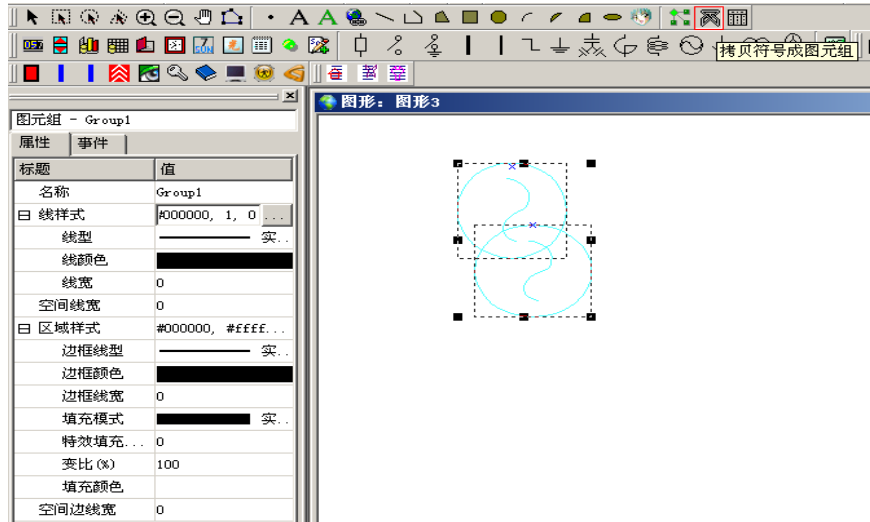 拷贝符号成图元组
图元组 - Group1
属性 事件
标题 值
名称 Group1
线样式 #000000, 1, 0 ...
线型 实..
线颜色
线宽 0
空间线宽 0
区域样式 #000000, #ffff...
边框线型 实..
边框颜色
边框线宽 0
填充模式 实..
特效填充... 0
变比(%) 100
填充颜色
空间边线宽 0
图形: 图形3